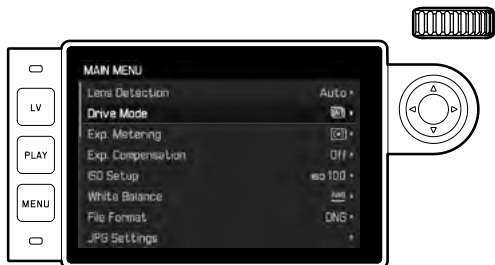 MAIN MENU
Lens Detection Auto
LV
Drive Mode
Exp. Metering
PLAY
Exp. Compensation Off
ISO Setup ISO 100
MENU
White Balance AWB
File Format DNG
JPG Settings